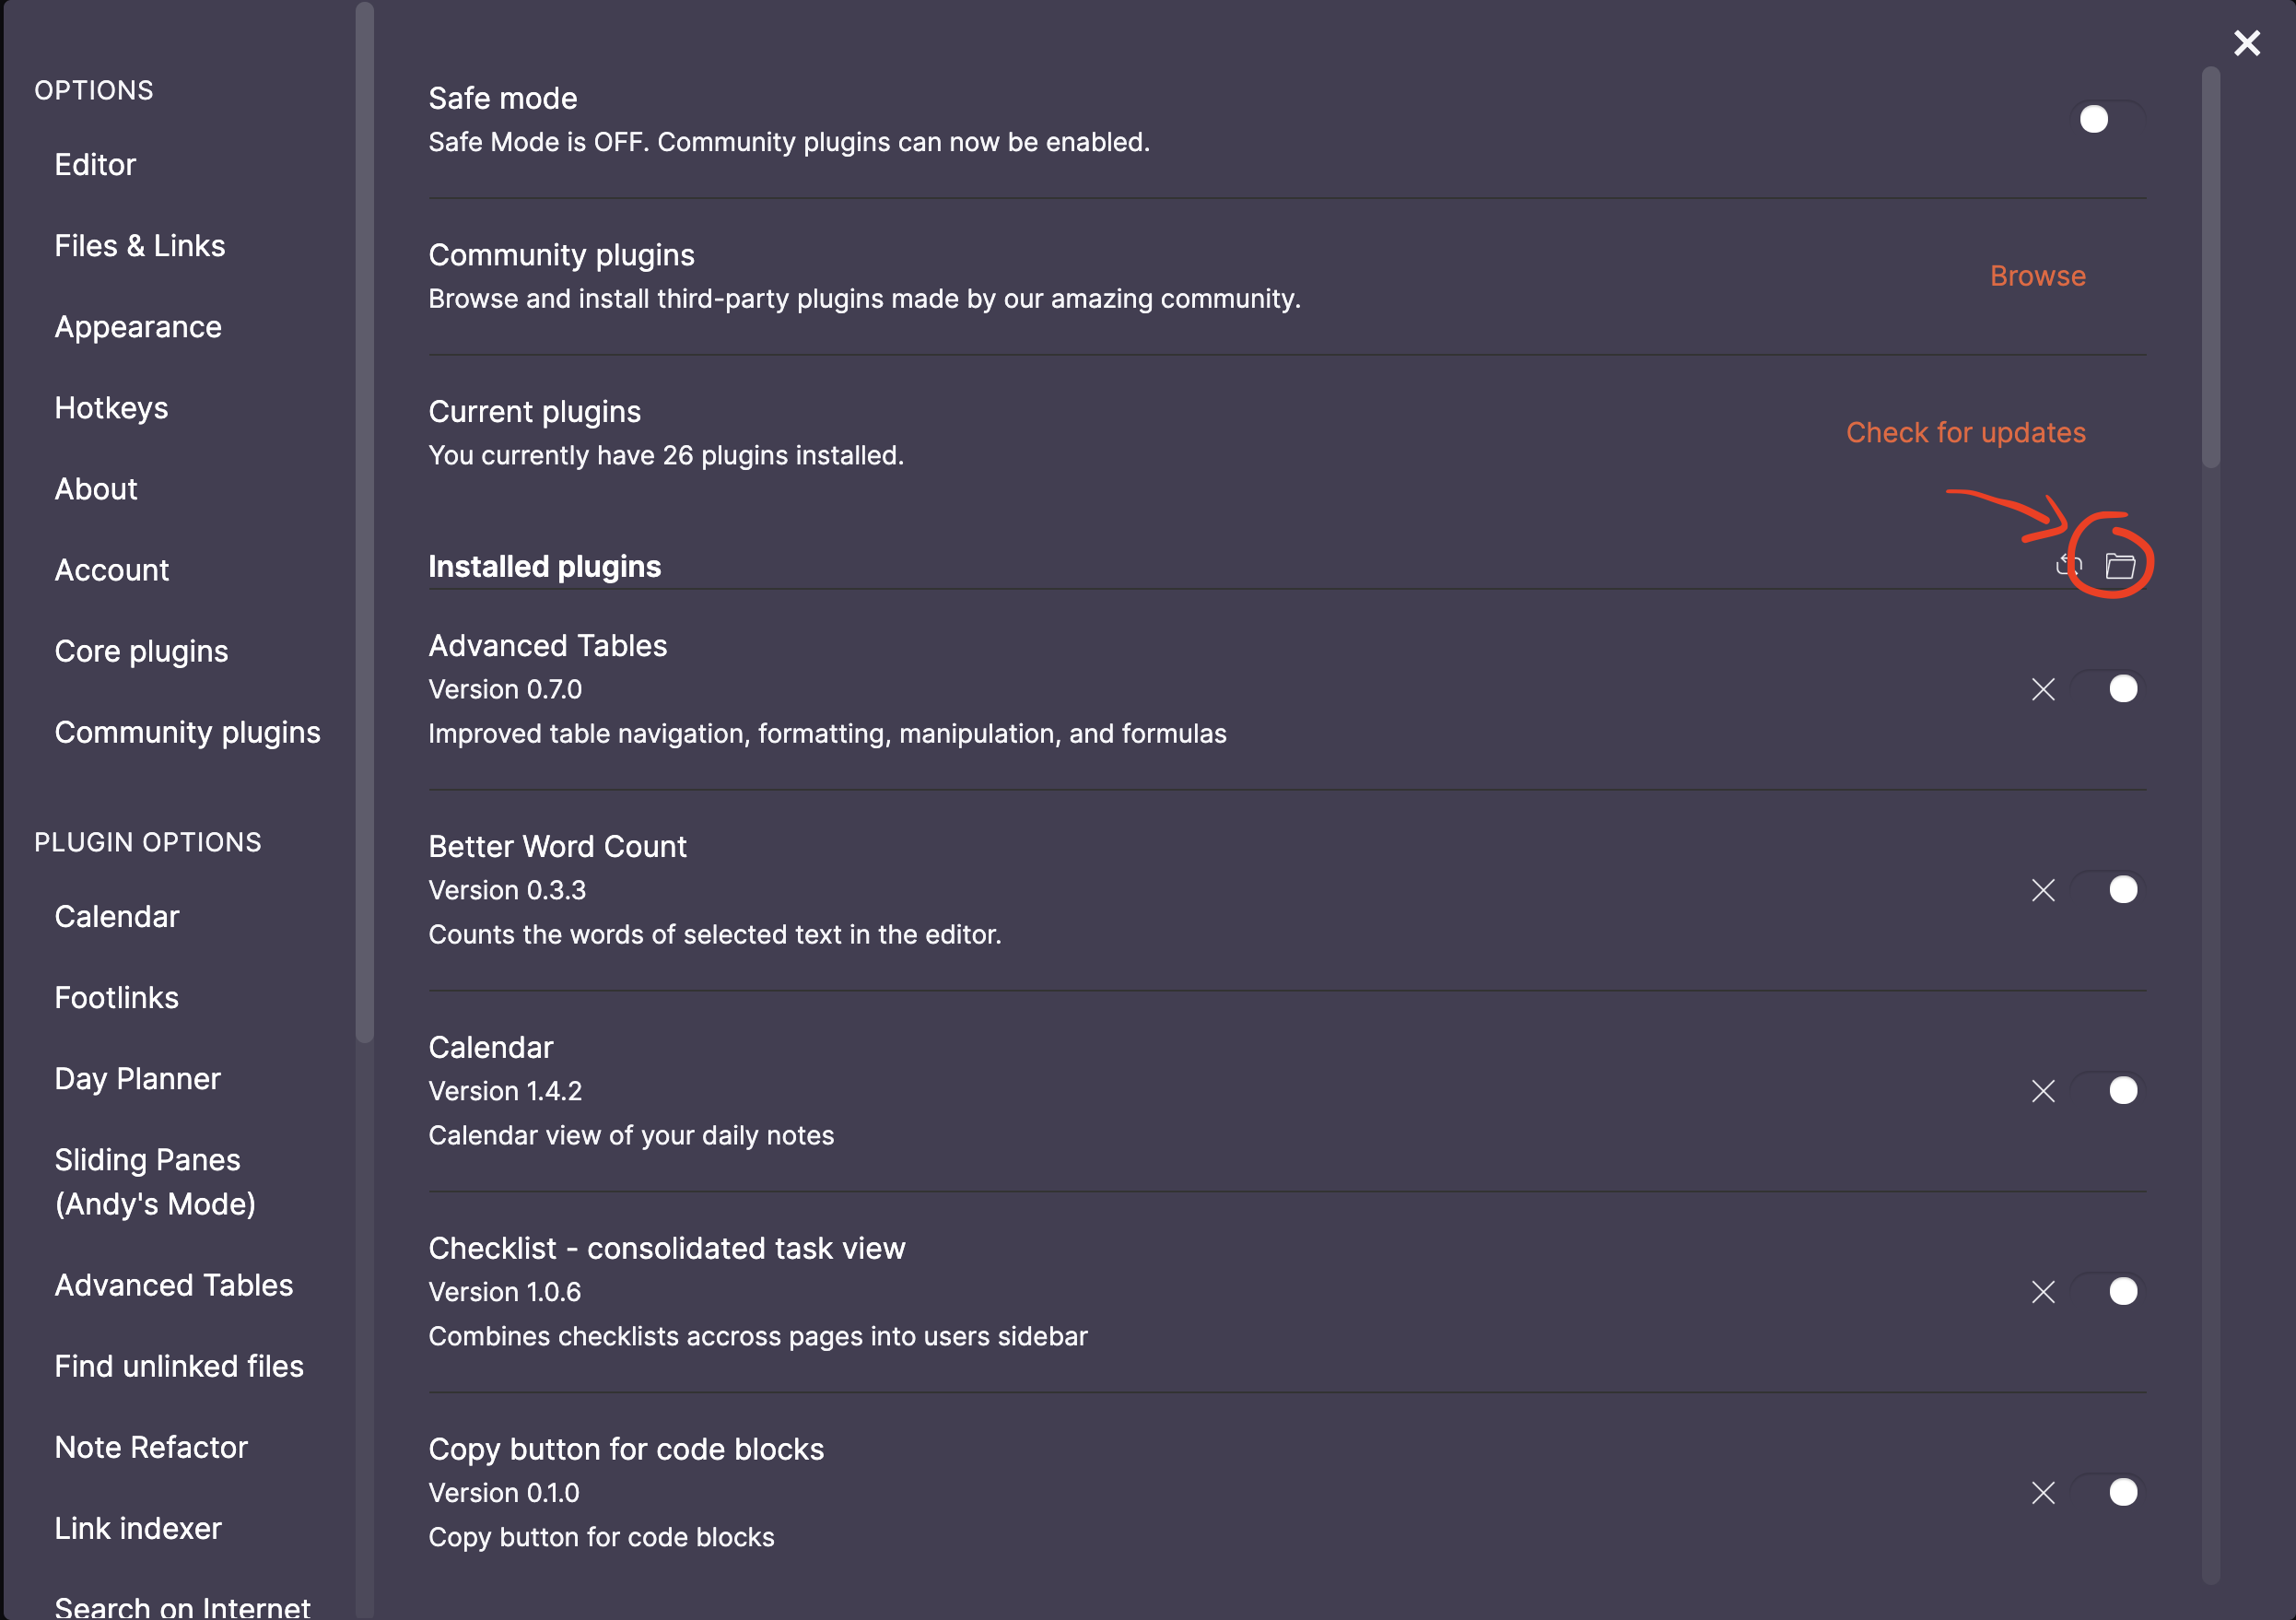 OPTIONS
Editor
Files & Links
Appearance
Hotkeys
About
Account
Core plugins
Community plugins
PLUGIN OPTIONS
Calendar
Footlinks
Day Planner
Sliding Panes
(Andy's Mode)
Advanced Tables
Find unlinked files
Note Refactor
Link indexer
Search on Internet
Safe mode
Safe Mode is OFF. Community plugins can now be enabled.
Community plugins
Browse and install third-party plugins made by our amazing community.
Browse
Current plugins
You currently have 26 plugins installed.
Check for updates
Installed plugins
Advanced Tables
Version 0.7.0
Improved table navigation, formatting, manipulation, and formulas
Better Word Count
Version 0.3.3
Counts the words of selected text in the editor.
Calendar
Version 1.4.2
Calendar view of your daily notes
Checklist - consolidated task view
Version 1.0.6
Combines checklists accross pages into users sidebar
Copy button for code blocks
Version 0.1.0
Copy button for code blocks